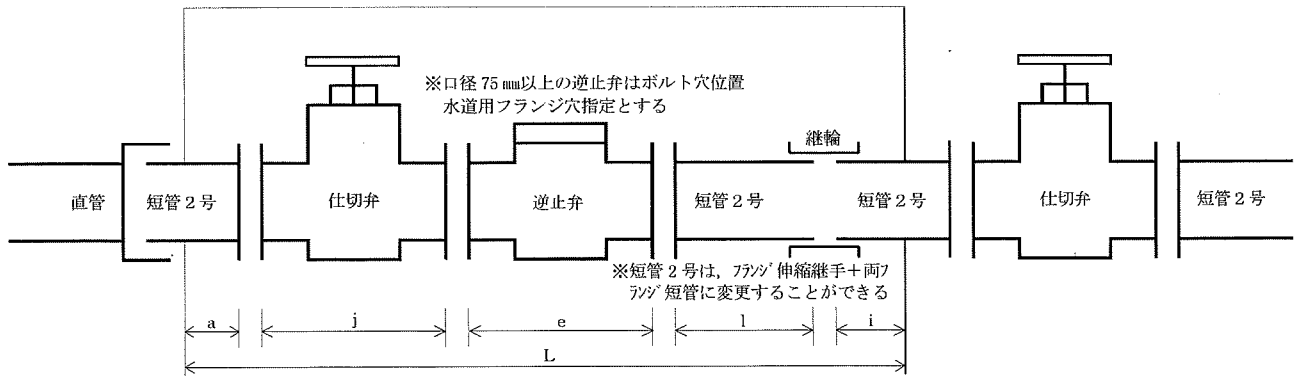 ※口径75㎜以上の逆止弁はボルト穴位置
水道用フランジ穴指定とする
継輪
直管
短管2号
仕切弁
逆止弁
短管2号
短管2号
仕切弁
短管2号
※短管2号は，フランジ伸縮継手＋両フ
ランジ短管に変更することができる
a
j
e
l
i
L